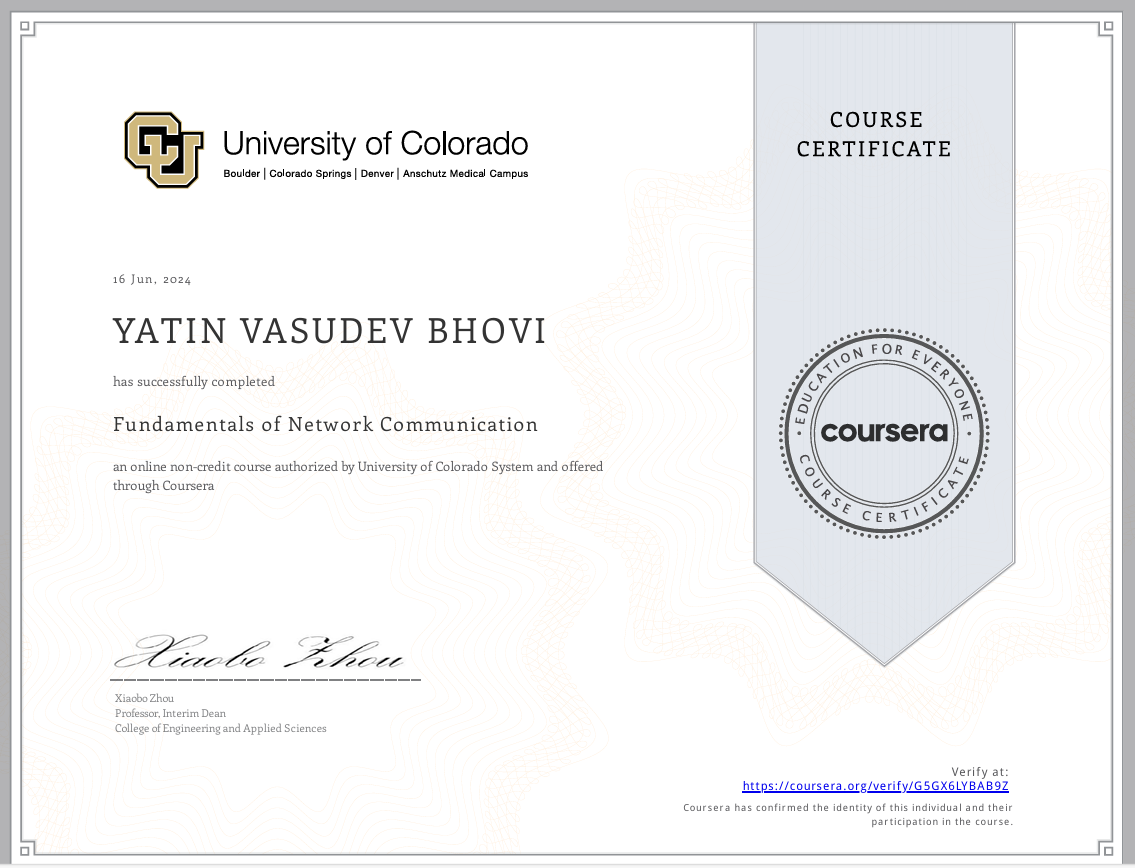 University of Colorado
Boulder | Colorado Springs | Denver | Anschutz Medical Campus
COURSE
CERTIFICATE
16 Jun, 2024
YATIN VASUDEV BHOVI
has successfully completed
Fundamentals of Network Communication
an online non-credit course authorized by University of Colorado System and offered
through Coursera
EDUCATION FOR EVERYONE
coursera
COURSE CERTIFICATE
Xiaobo Zhou
Xiaobo Zhou
Professor, Interim Dean
College of Engineering and Applied Sciences
Verify at:
https://coursera.org/verify/G5GX6LYBAB9Z
Coursera has confirmed the identity of this individual and their
participation in the course.